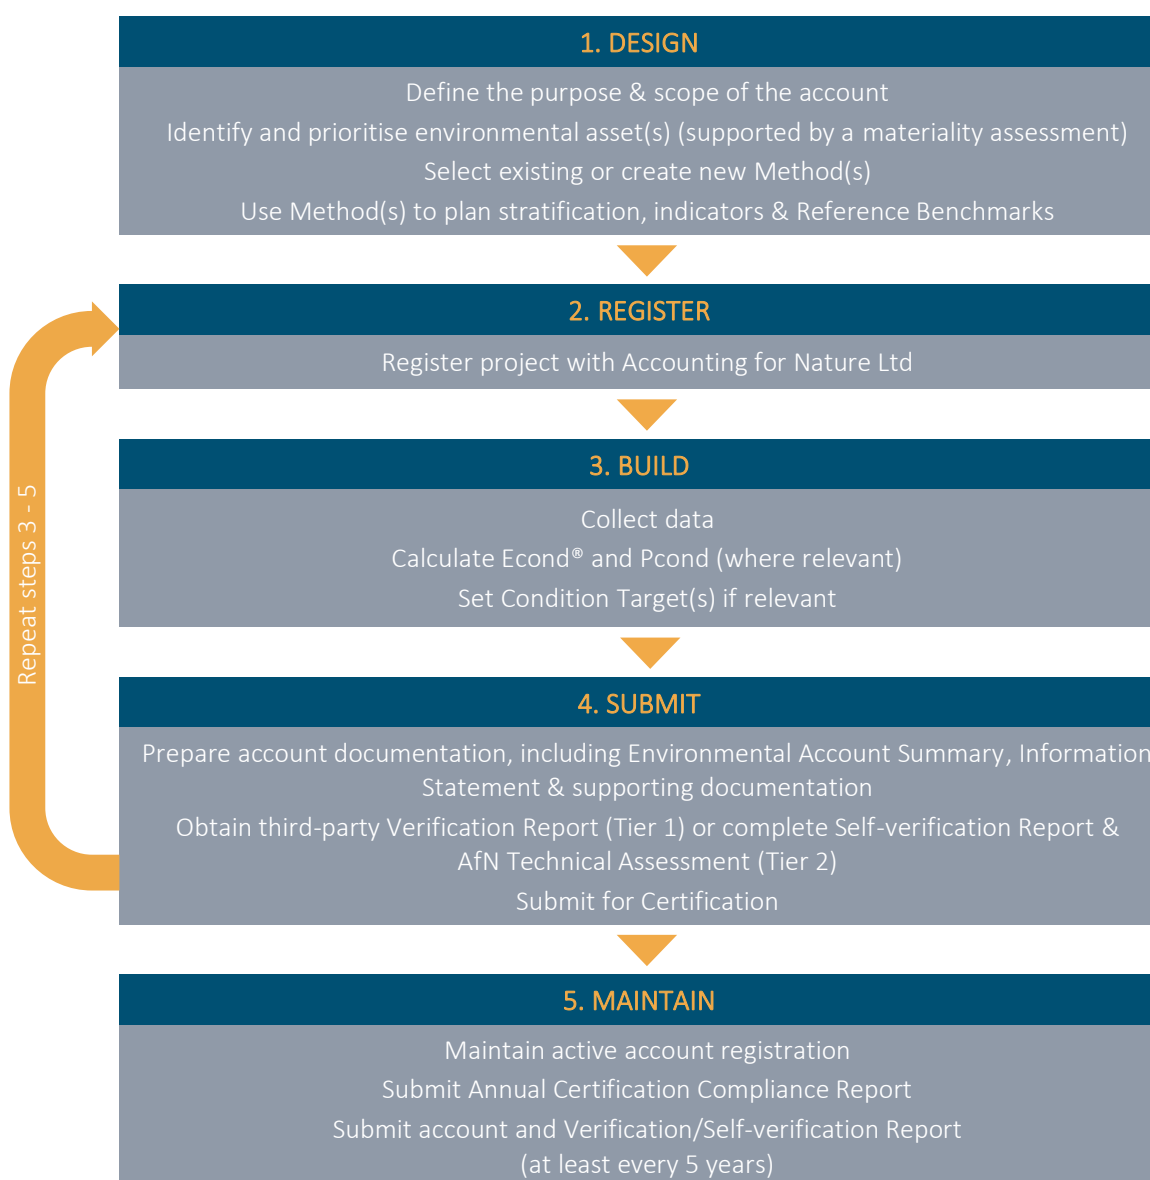 1. DESIGN
Define the purpose & scope of the account
Identify and prioritise environmental asset(s) (supported by a materiality assessment)
Select existing or create new Method(s)
Use Method(s) to plan stratification, indicators & Reference Benchmarks
2. REGISTER
Register project with Accounting for Nature Ltd
3. BUILD
Collect data
Calculate Econd® and Pcond (where relevant)
Set Condition Target(s) if relevant
4. SUBMIT
Prepare account documentation, including Environmental Account Summary, Information
Statement & supporting documentation
Obtain third-party Verification Report (Tier 1) or complete Self-verification Report &
AfN Technical Assessment (Tier 2)
Submit for Certification
5. MAINTAIN
Maintain active account registration
Submit Annual Certification Compliance Report
Submit account and Verification/Self-verification Report
(at least every 5 years)
Repeat steps 3 - 5